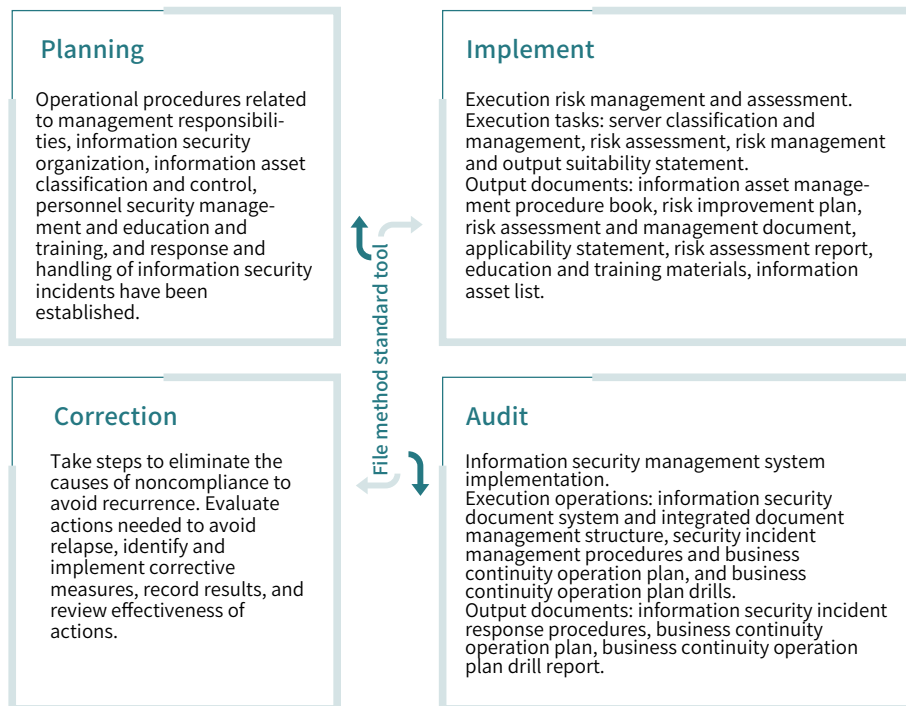 Planning
Operational procedures related
to management responsibili-
ties, information security
organization, information asset
classification and control,
personnel security manage-
ment and education and
training, and response and
handling of information security
incidents have been
established.
Implement
Execution risk management and assessment.
Execution tasks: server classification and
management, risk assessment, risk management
and output suitability statement.
Output documents: information asset manage-
ment procedure book, risk improvement plan,
risk assessment and management document,
applicability statement, risk assessment report,
education and training materials, information
asset list.
File method standard tool
Correction
Take steps to eliminate the
causes of noncompliance to
avoid recurrence. Evaluate
actions needed to avoid
relapse, identify and
implement corrective
measures, record results, and
review effectiveness of
actions.
Audit
Information security management system
implementation.
Execution operations: information security
document system and integrated document
management structure, security incident
management procedures and business
continuity operation plan, and business
continuity operation plan drills.
Output documents: information security incident
response procedures, business continuity
operation plan, business continuity operation
plan drill report.